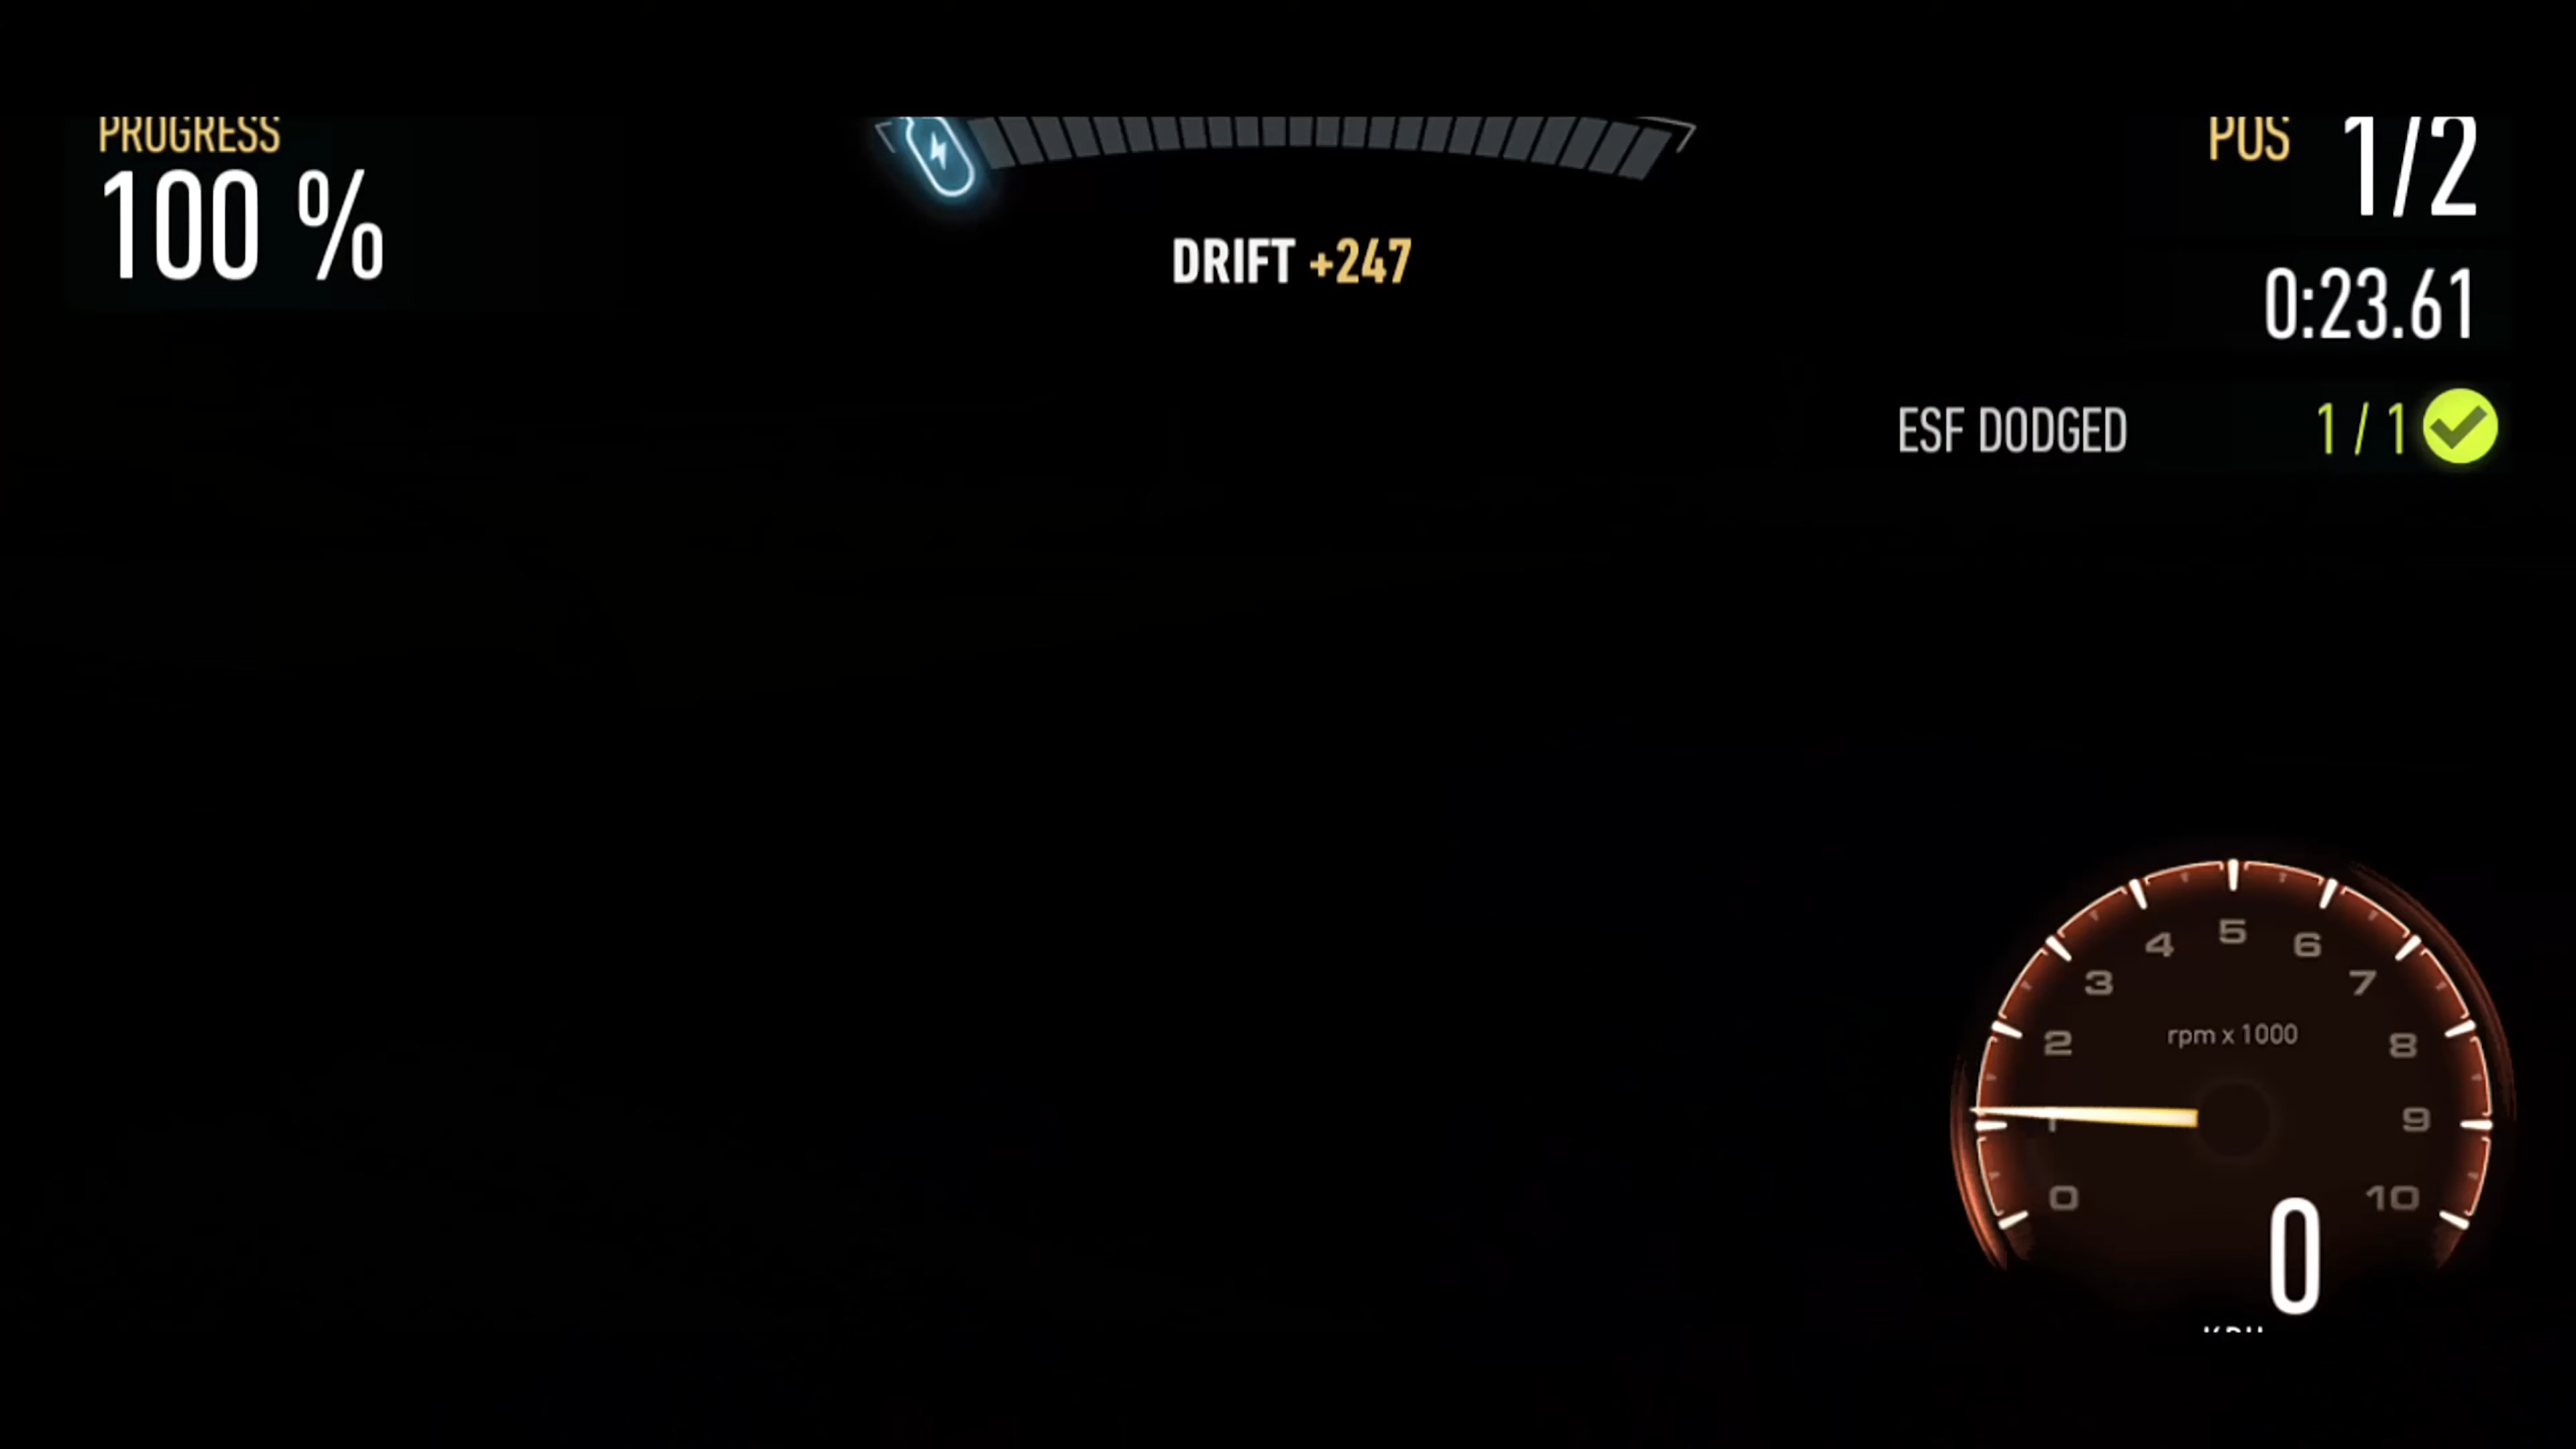 PROGRESS
100 %
DRIFT +247
POS 1/2
0:23.61
ESF DODGED 1 / 1
0 1 2 3 4 5 6 7 8 9 10
rpm x 1000
0